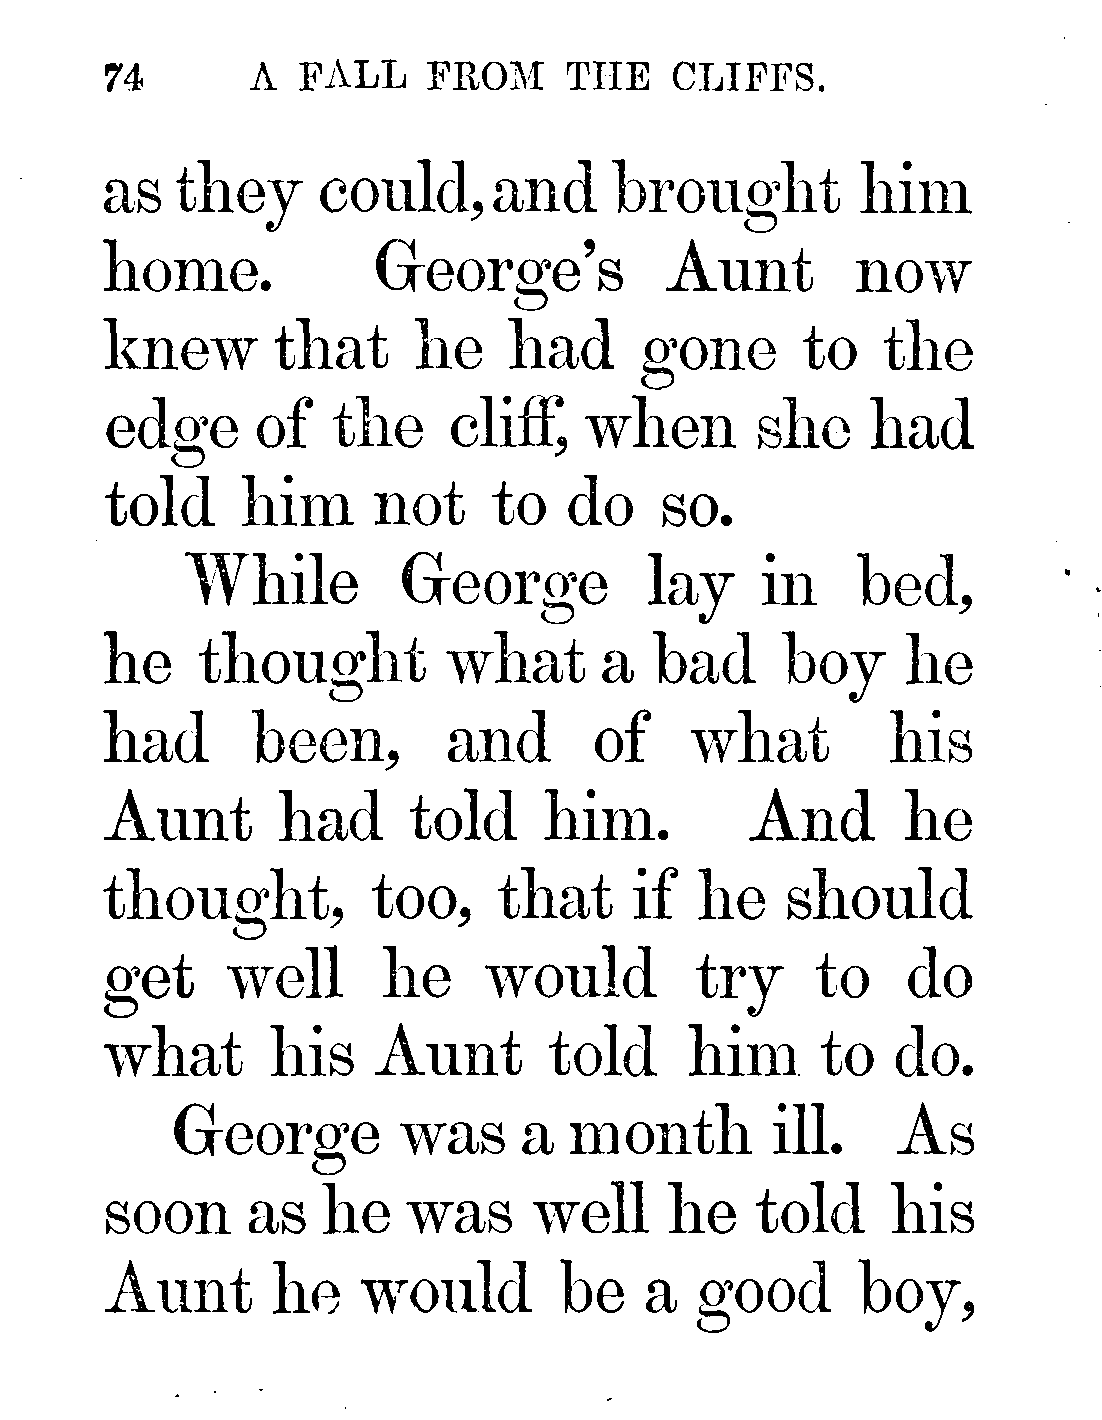 74 A FALL FROM THE CLIFFS.
as they could, and brought him
home. George's Aunt now
knew that he had gone to the
edge of the cliff, when she had
told him not to do so.
While George lay in bed,
he thought what a bad boy he
had been, and of what his
Aunt had told him. And he
thought, too, that if he should
get well he would try to do
what his Aunt told him to do.
George was a month ill. As
soon as he was well he told his
Aunt he would be a good boy,